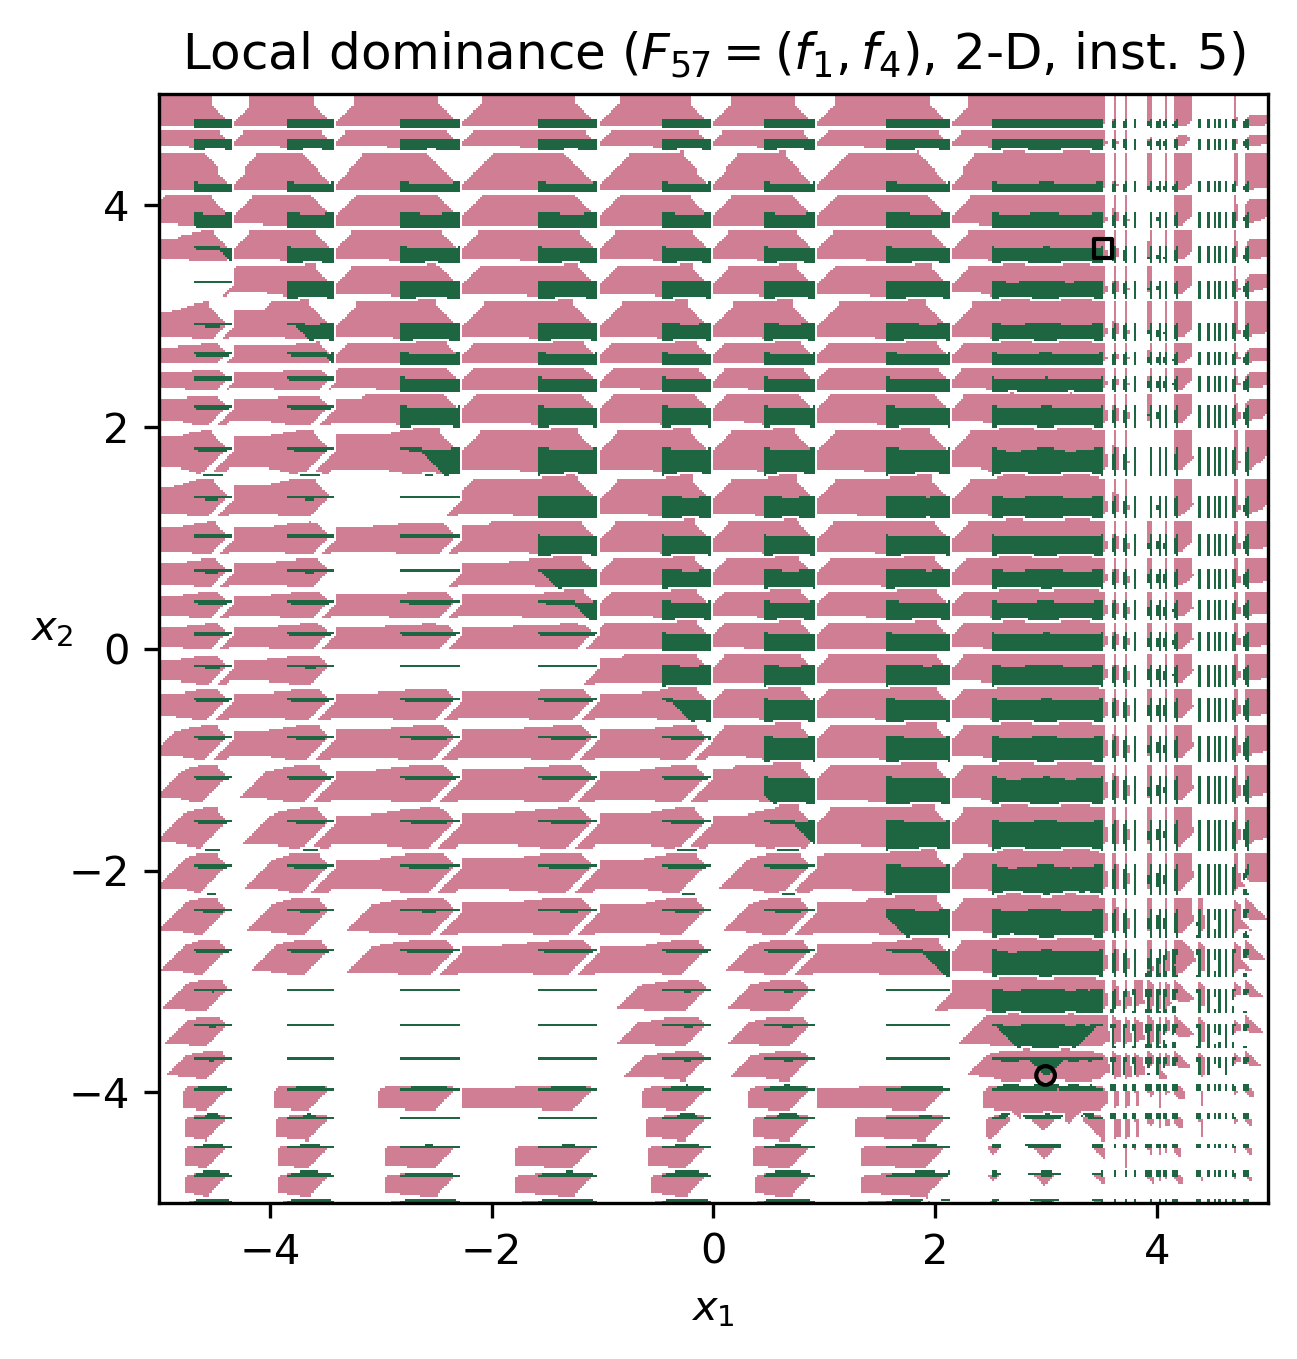 Local dominance (F₅₇ = (f₁, f₄), 2-D, inst. 5)
4
2
x₂
0
−2
−4
−4 −2 0 2 4
x₁